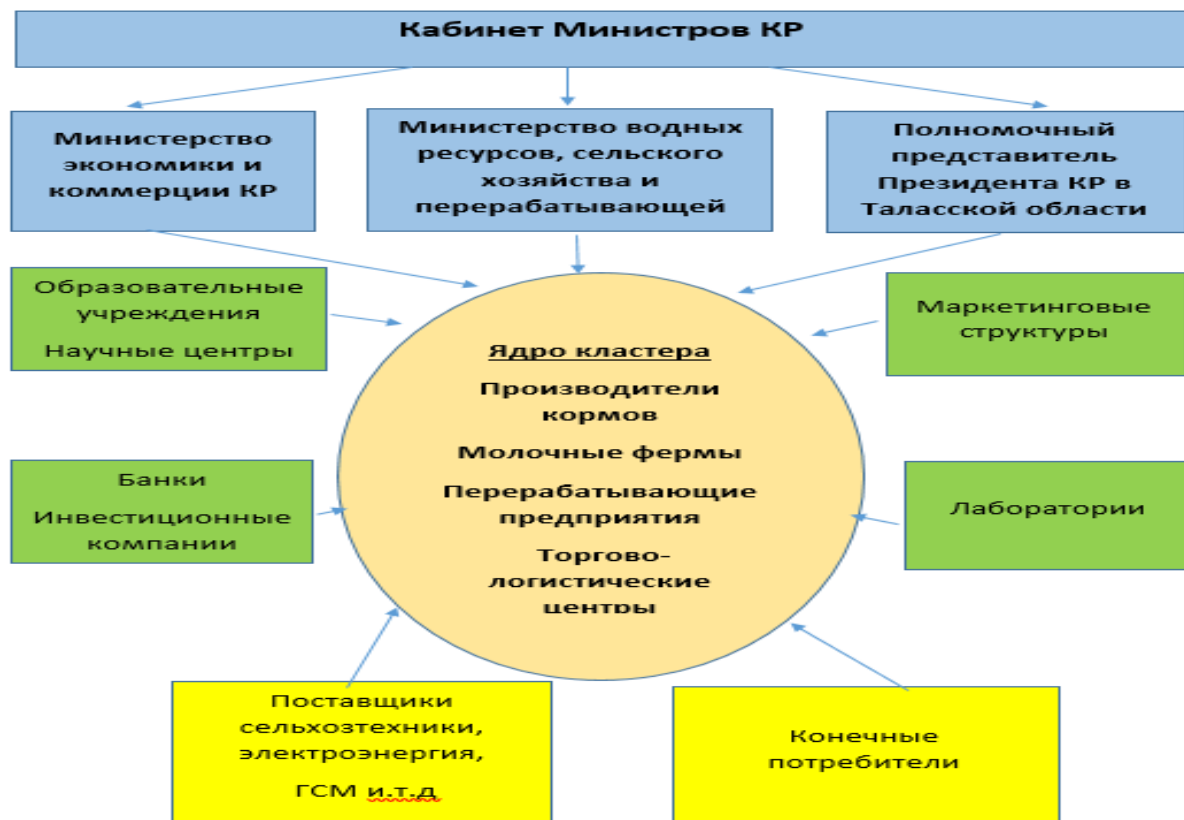 Кабинет Министров КР
Министерство
экономики и
коммерции КР
Министерство водных
ресурсов, сельского
хозяйства и
перерабатывающей
Полномочный
представитель
Президента КР в
Таласской области
Образовательные
учреждения
Научные центры
Маркетинговые
структуры
Ядро кластера
Производители
кормов
Молочные фермы
Перерабатывающие
предприятия
Торгово-
логистические
центры
Банки
Инвестиционные
компании
Лаборатории
Поставщики
сельхозтехники,
электроэнергия,
ГСМ и.т.д
Конечные
потребители